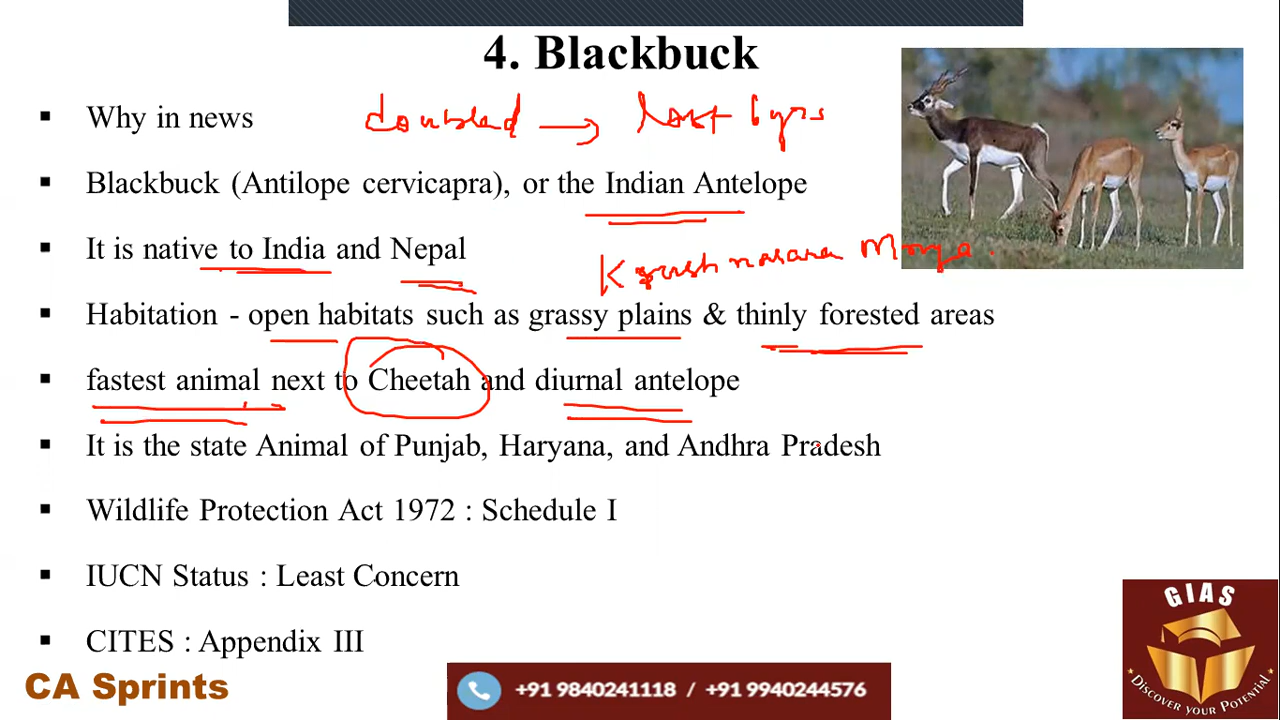 4. Blackbuck
▪ Why in news doubled → last 6yrs
▪ Blackbuck (Antilope cervicapra), or the Indian Antelope
▪ It is native to India and Nepal
▪ Habitation - open habitats such as grassy plains & thinly forested areas
▪ fastest animal next to Cheetah and diurnal antelope
▪ It is the state Animal of Punjab, Haryana, and Andhra Pradesh
▪ Wildlife Protection Act 1972 : Schedule I
▪ IUCN Status : Least Concern
▪ CITES : Appendix III
CA Sprints
+91 9840241118 / +91 9940244576
GIAS
DISCOVER YOUR POTENTIAL